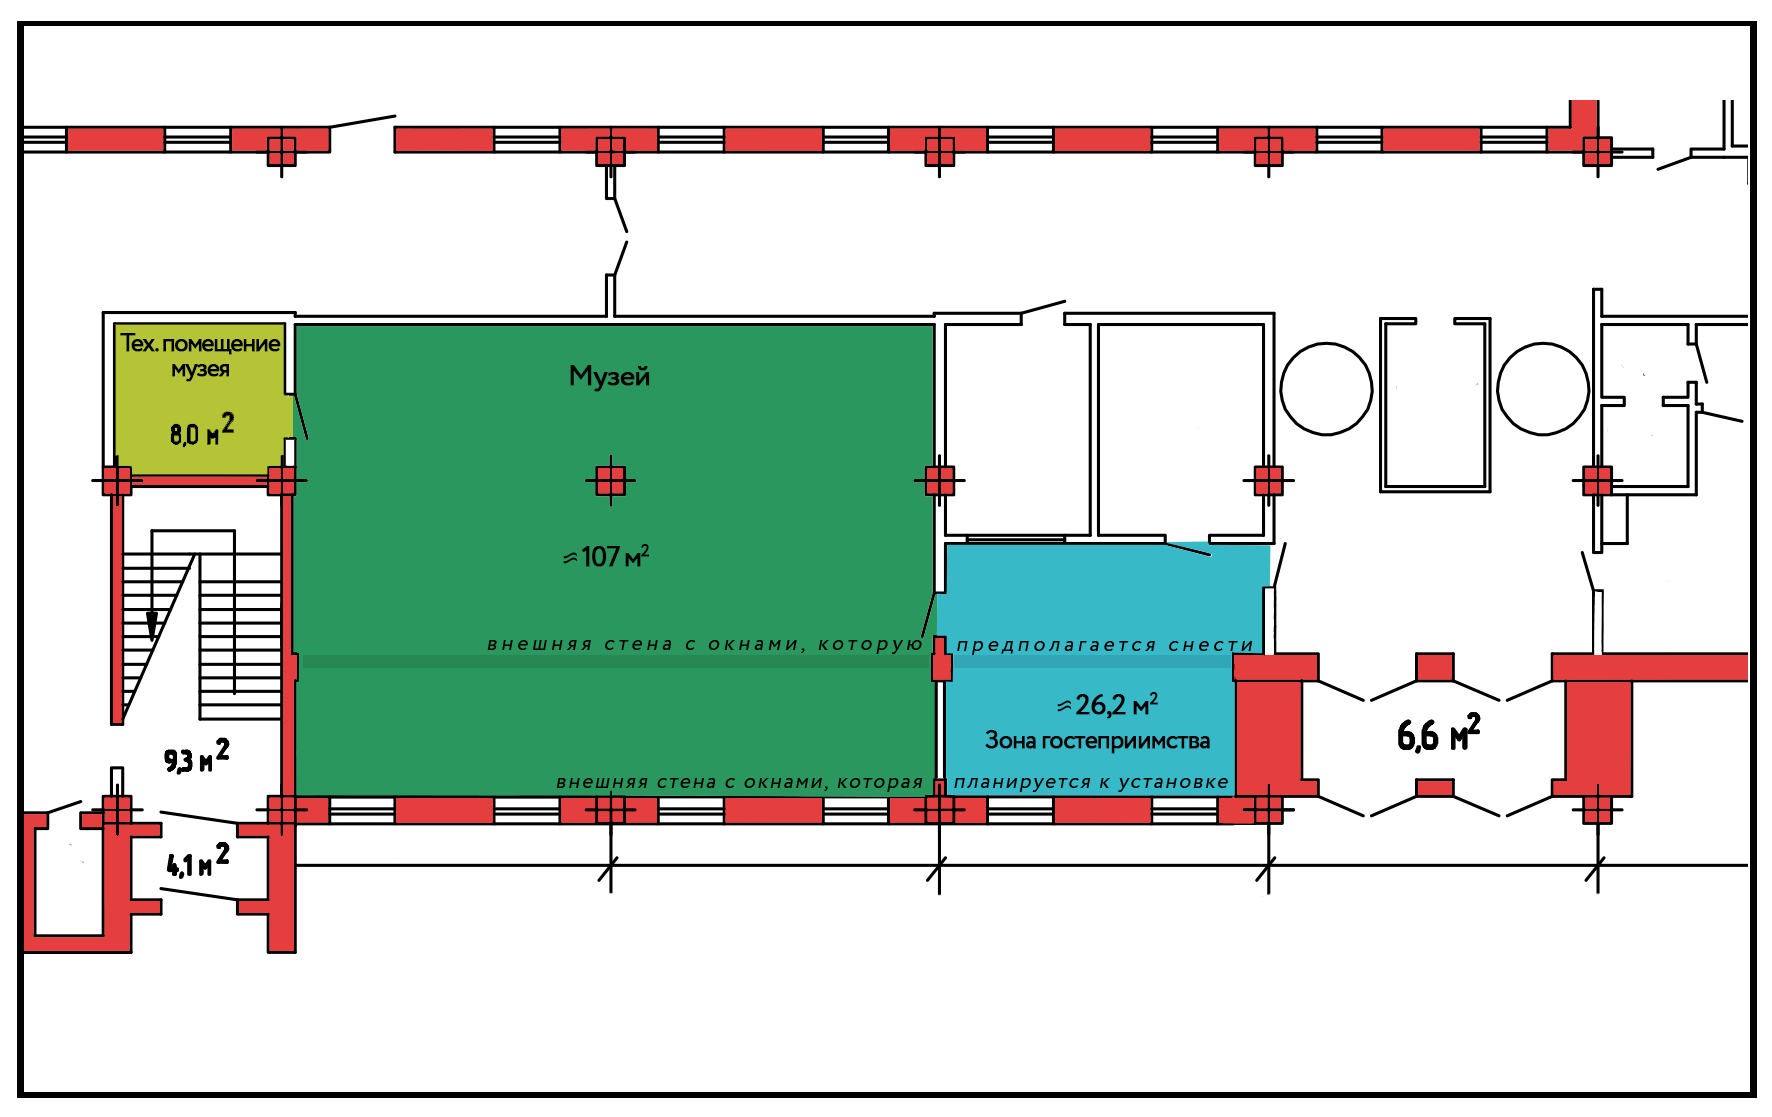 Тех. помещение
музея
8,0 м²
Музей
≈107 м²
внешняя стена с окнами, которую предполагается снести
≈26,2 м²
Зона гостеприимства
6,6 м²
9,3 м²
внешняя стена с окнами, которая планируется к установке
4,1 м²